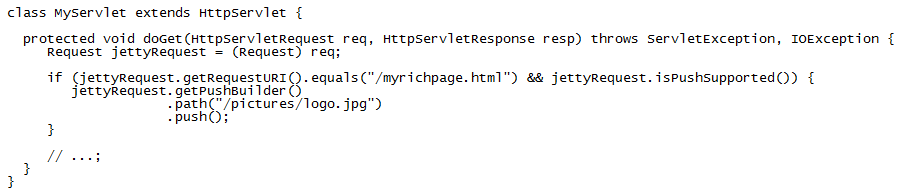 class MyServlet extends HttpServlet {
  protected void doGet(HttpServletRequest req, HttpServletResponse resp) throws ServletException, IOException {
     Request jettyRequest = (Request) req;
     if (jettyRequest.getRequestURI().equals("/myrichpage.html") && jettyRequest.isPushSupported()) {
        jettyRequest.getPushBuilder()
                    .path("/pictures/logo.jpg")
                    .push();
     }
     // ...;
  }
}